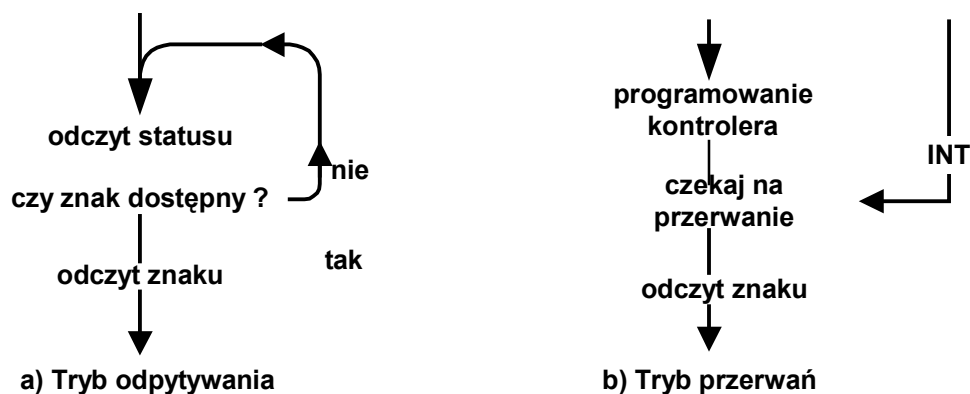 odczyt statusu
nie
czy znak dostępny ?
tak
odczyt znaku
a) Tryb odpytywania
programowanie
kontrolera
INT
czekaj na
przerwanie
odczyt znaku
b) Tryb przerwań